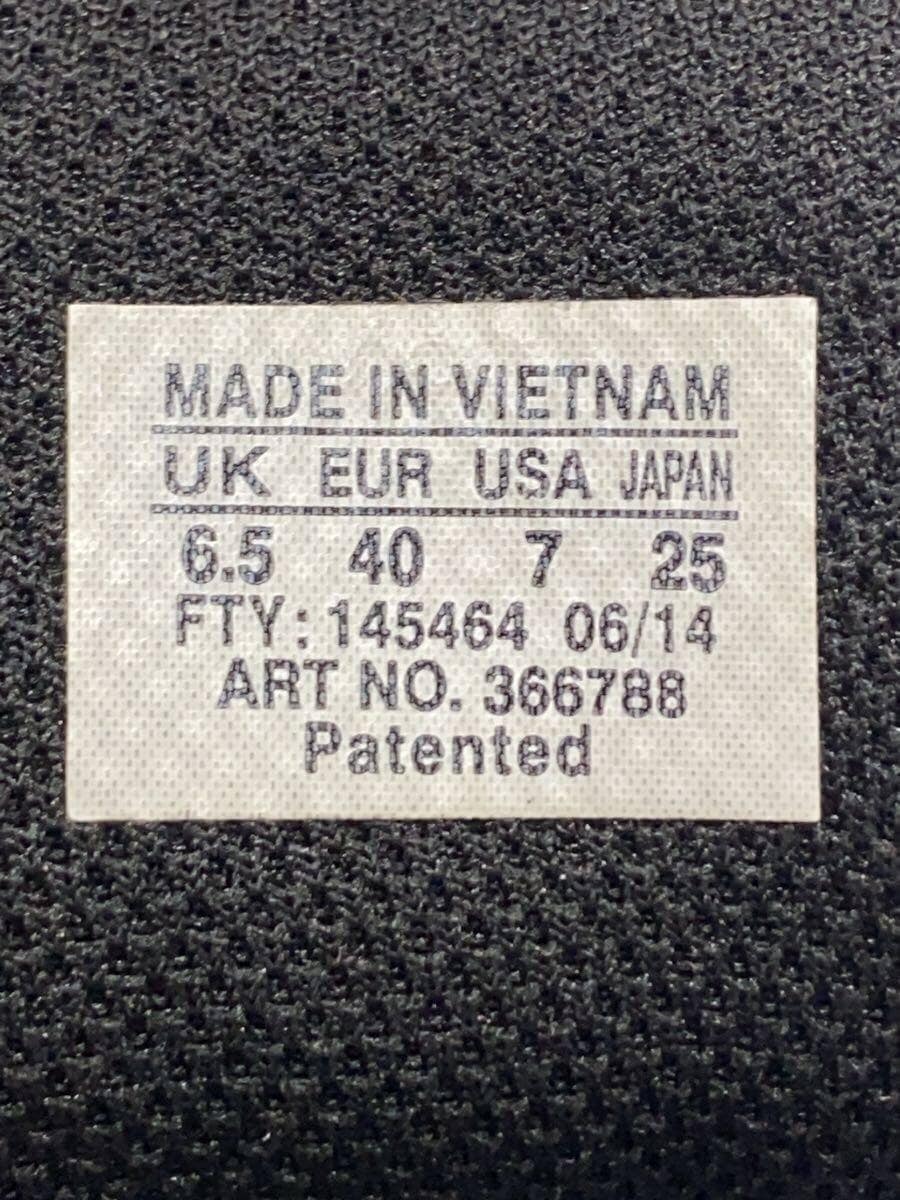 MADE IN VIETNAM
UK EUR USA JAPAN
6.5 40 7 25
FTY: 145464 06/14
ART NO. 366788
Patented